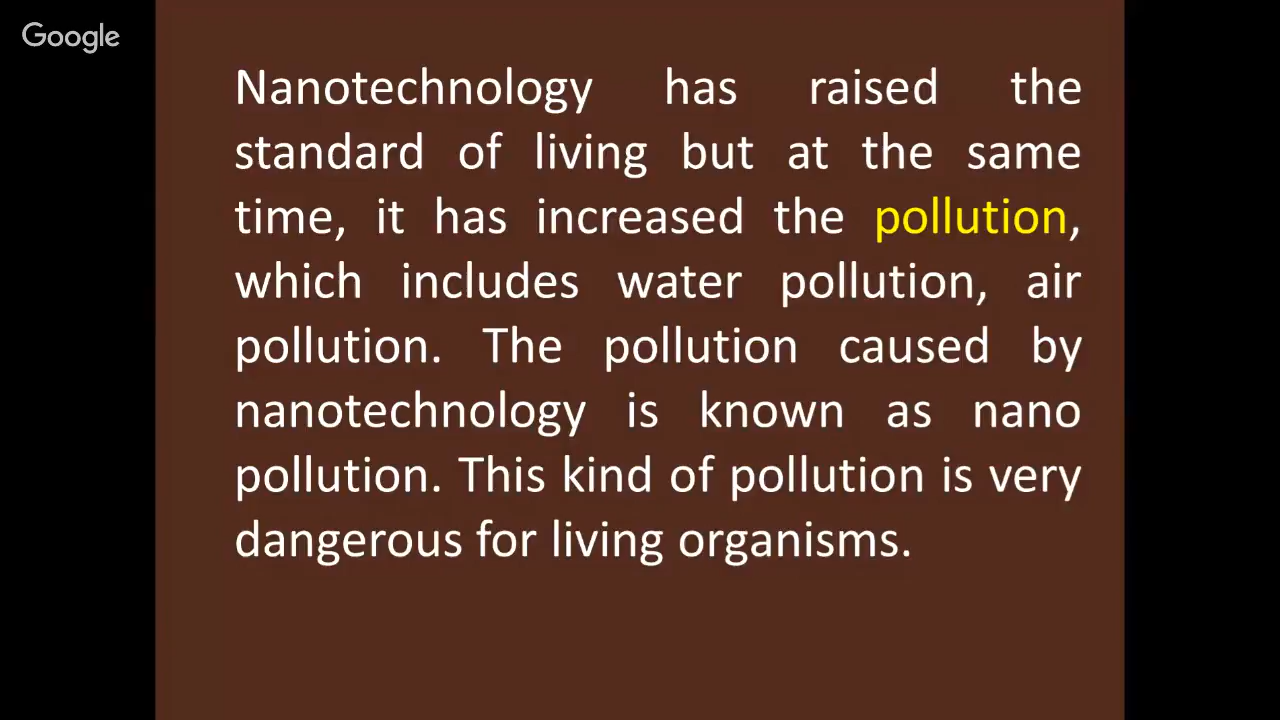 Google
Nanotechnology has raised the
standard of living but at the same
time, it has increased the pollution,
which includes water pollution, air
pollution. The pollution caused by
nanotechnology is known as nano
pollution. This kind of pollution is very
dangerous for living organisms.